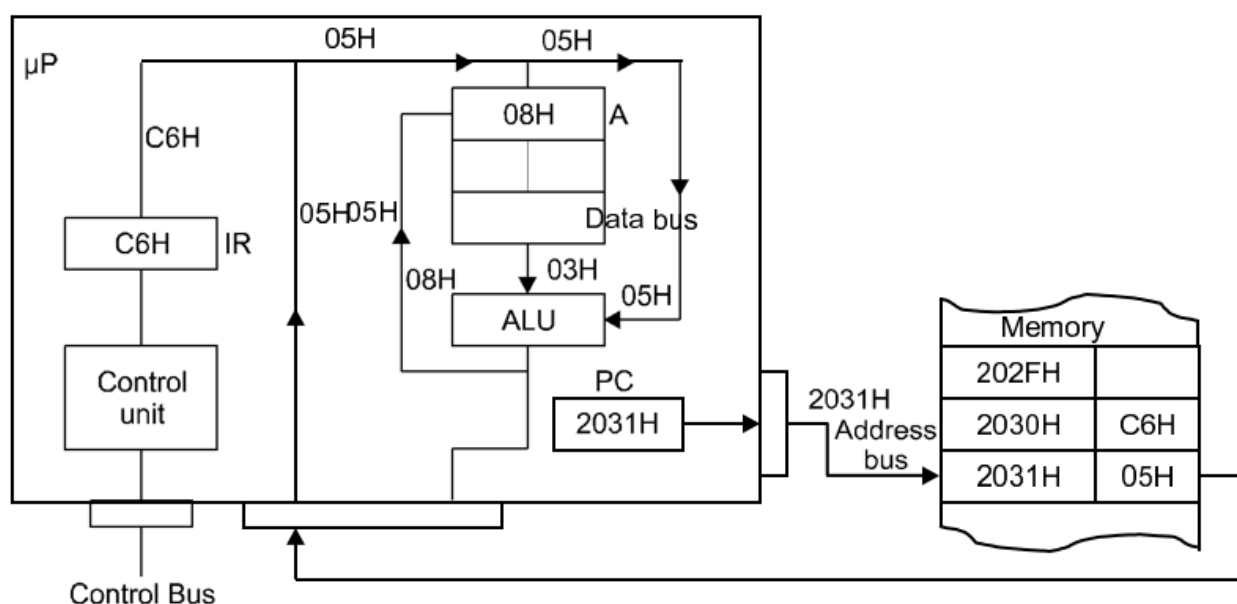 05H
05H
µP
08H
A
C6H
05H
05H
Data bus
C6H
IR
03H
08H
05H
ALU
Memory
Control
unit
PC
202FH
2031H
2031H
Address
bus
2030H
C6H
2031H
05H
Control Bus